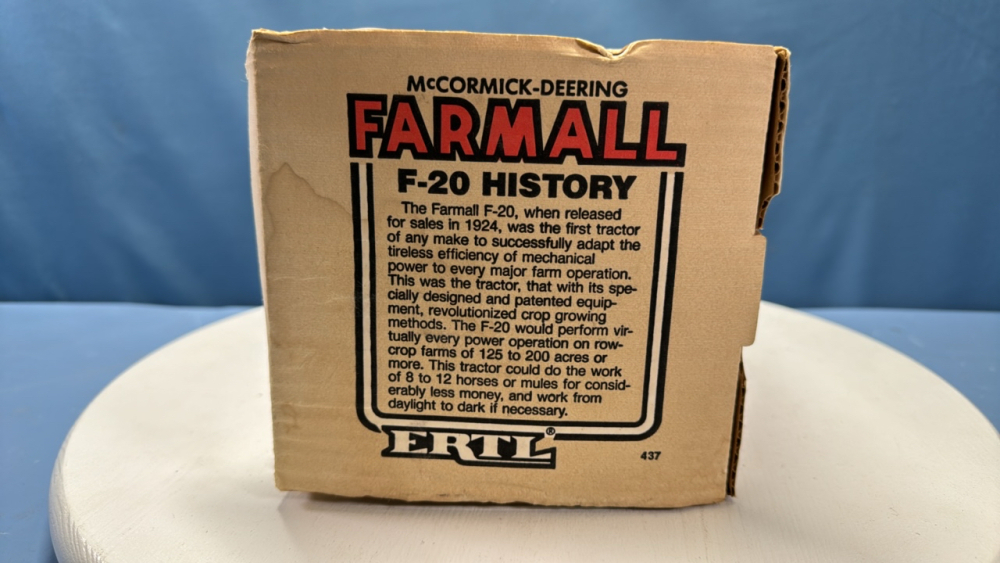 McCORMICK-DEERING
FARMALL
F-20 HISTORY
The Farmall F-20, when released
for sales in 1924, was the first tractor
of any make to successfully adapt the
tireless efficiency of mechanical
power to every major farm operation.
This was the tractor, that with its spe-
cially designed and patented equip-
ment, revolutionized crop growing
methods. The F-20 would perform vir-
tually every power operation on row-
crop farms of 125 to 200 acres or
more. This tractor could do the work
of 8 to 12 horses or mules for consid-
erably less money, and work from
daylight to dark if necessary.
ERTL®
437